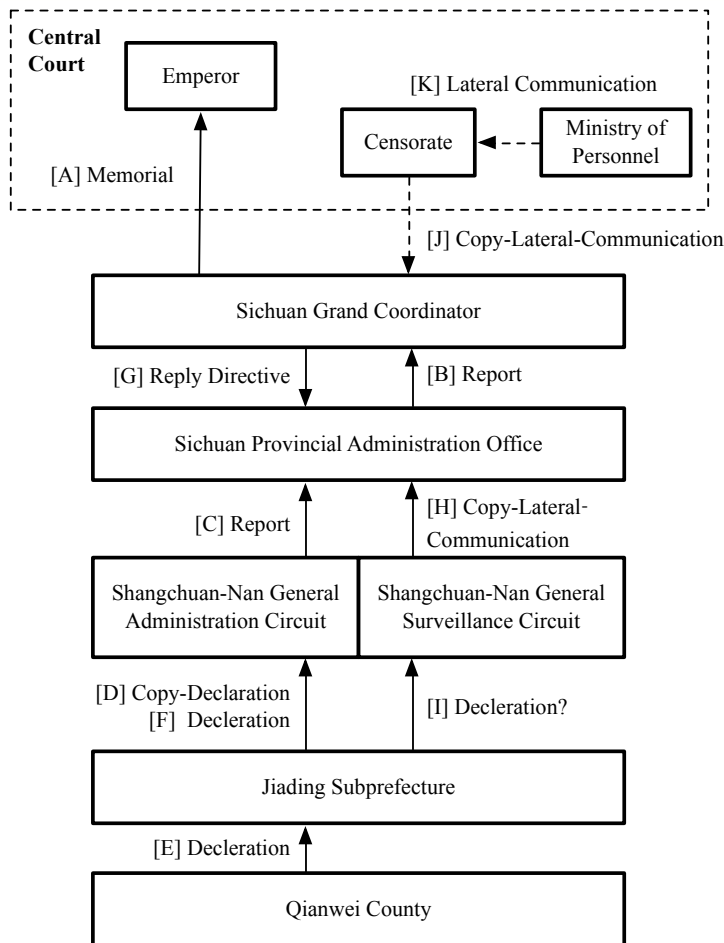 Central
Court
Emperor
[K] Lateral Communication
Censorate
Ministry of
Personnel
[A] Memorial
[J] Copy-Lateral-Communication
Sichuan Grand Coordinator
[G] Reply Directive
[B] Report
Sichuan Provincial Administration Office
[C] Report
[H] Copy-Lateral-
Communication
Shangchuan-Nan General
Administration Circuit
Shangchuan-Nan General
Surveillance Circuit
[D] Copy-Declaration
[F] Decleration
[I] Decleration?
Jiading Subprefecture
[E] Decleration
Qianwei County